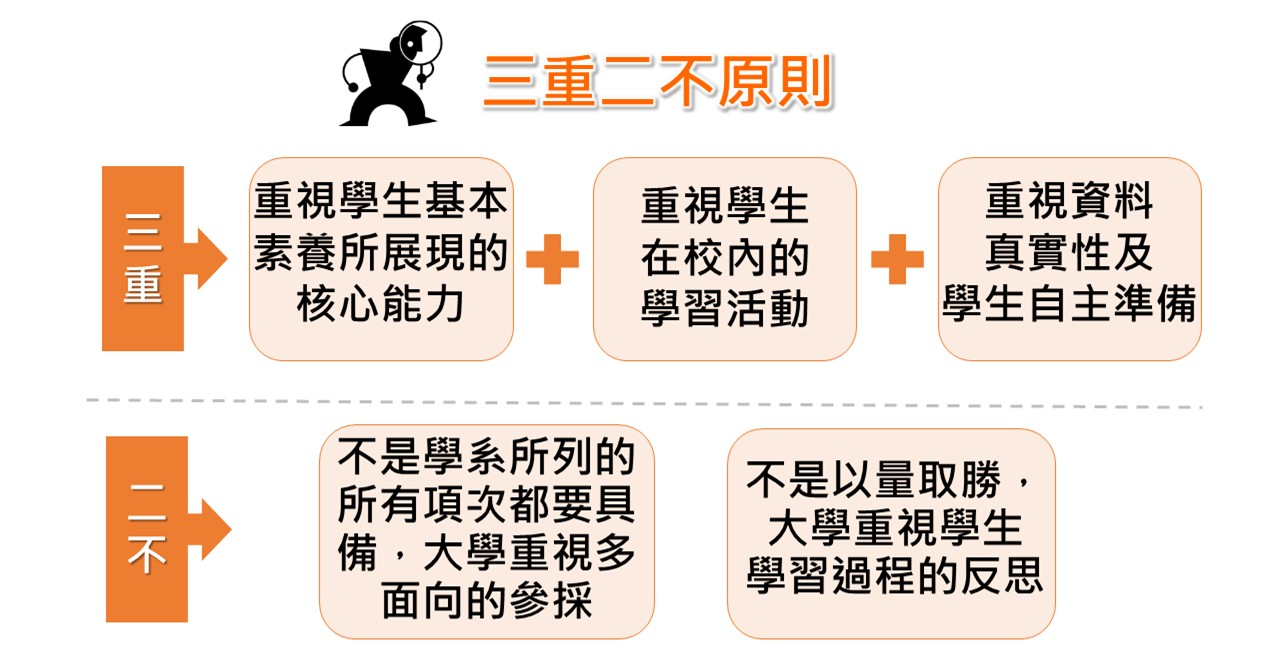 三重二不原則
三重
重視學生基本
素養所展現的
核心能力
重視學生
在校內的
學習活動
重視資料
真實性及
學生自主準備
二不
不是學系所列的
所有項次都要具
備，大學重視多
面向的參採
不是以量取勝，
大學重視學生
學習過程的反思